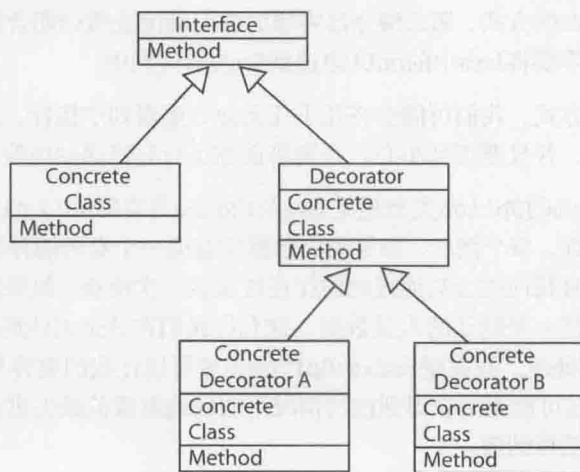 Interface
Method
Concrete
Class
Method
Decorator
Concrete
Class
Method
Concrete
Decorator A
Concrete
Class
Method
Concrete
Decorator B
Concrete
Class
Method